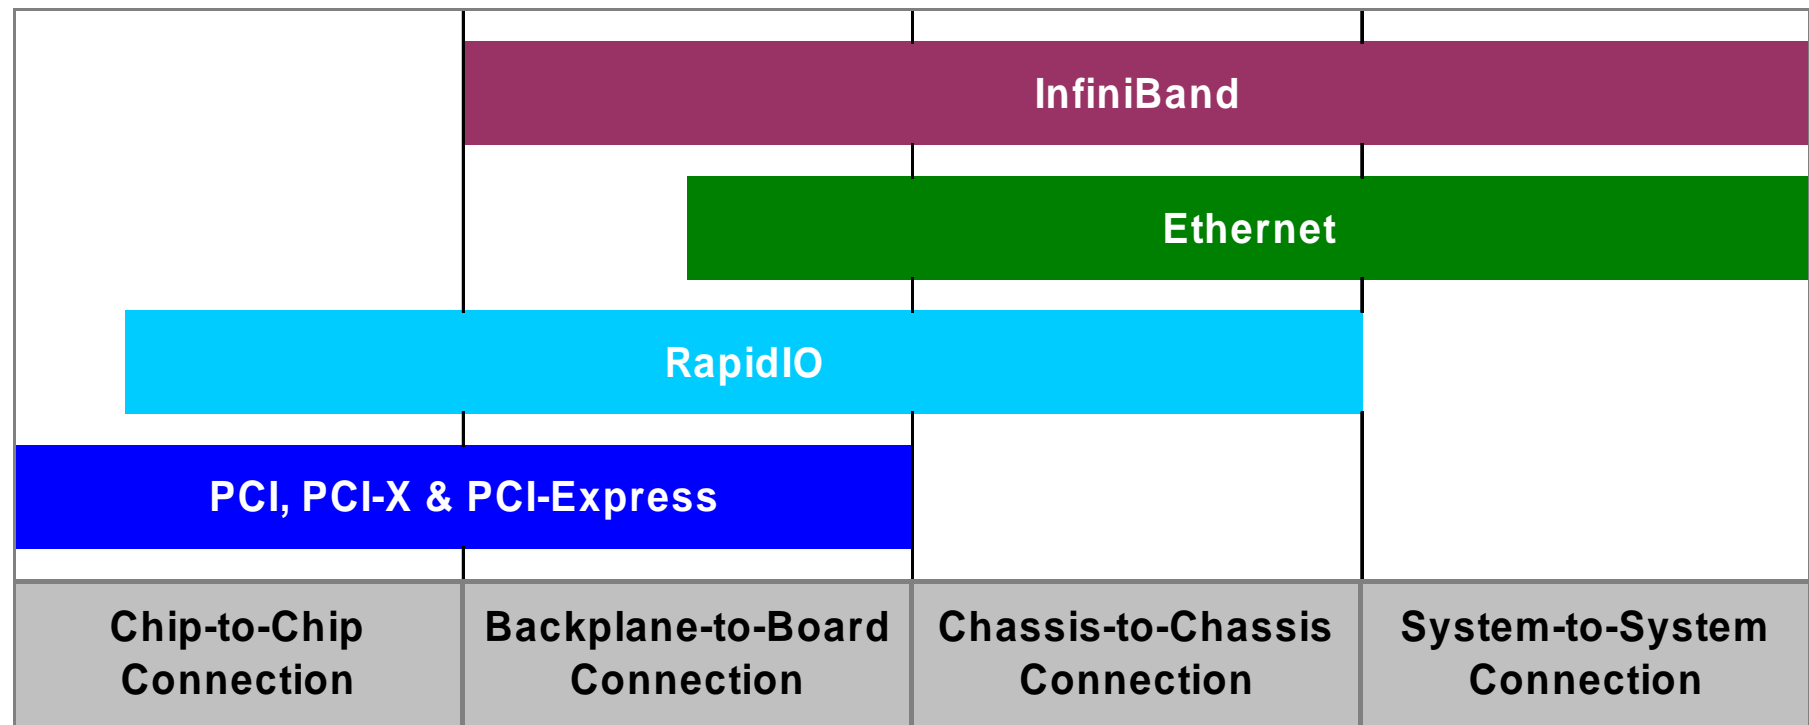 InfiniBand
Ethernet
RapidIO
PCI, PCI-X & PCI-Express
Chip-to-Chip
Connection
Backplane-to-Board
Connection
Chassis-to-Chassis
Connection
System-to-System
Connection